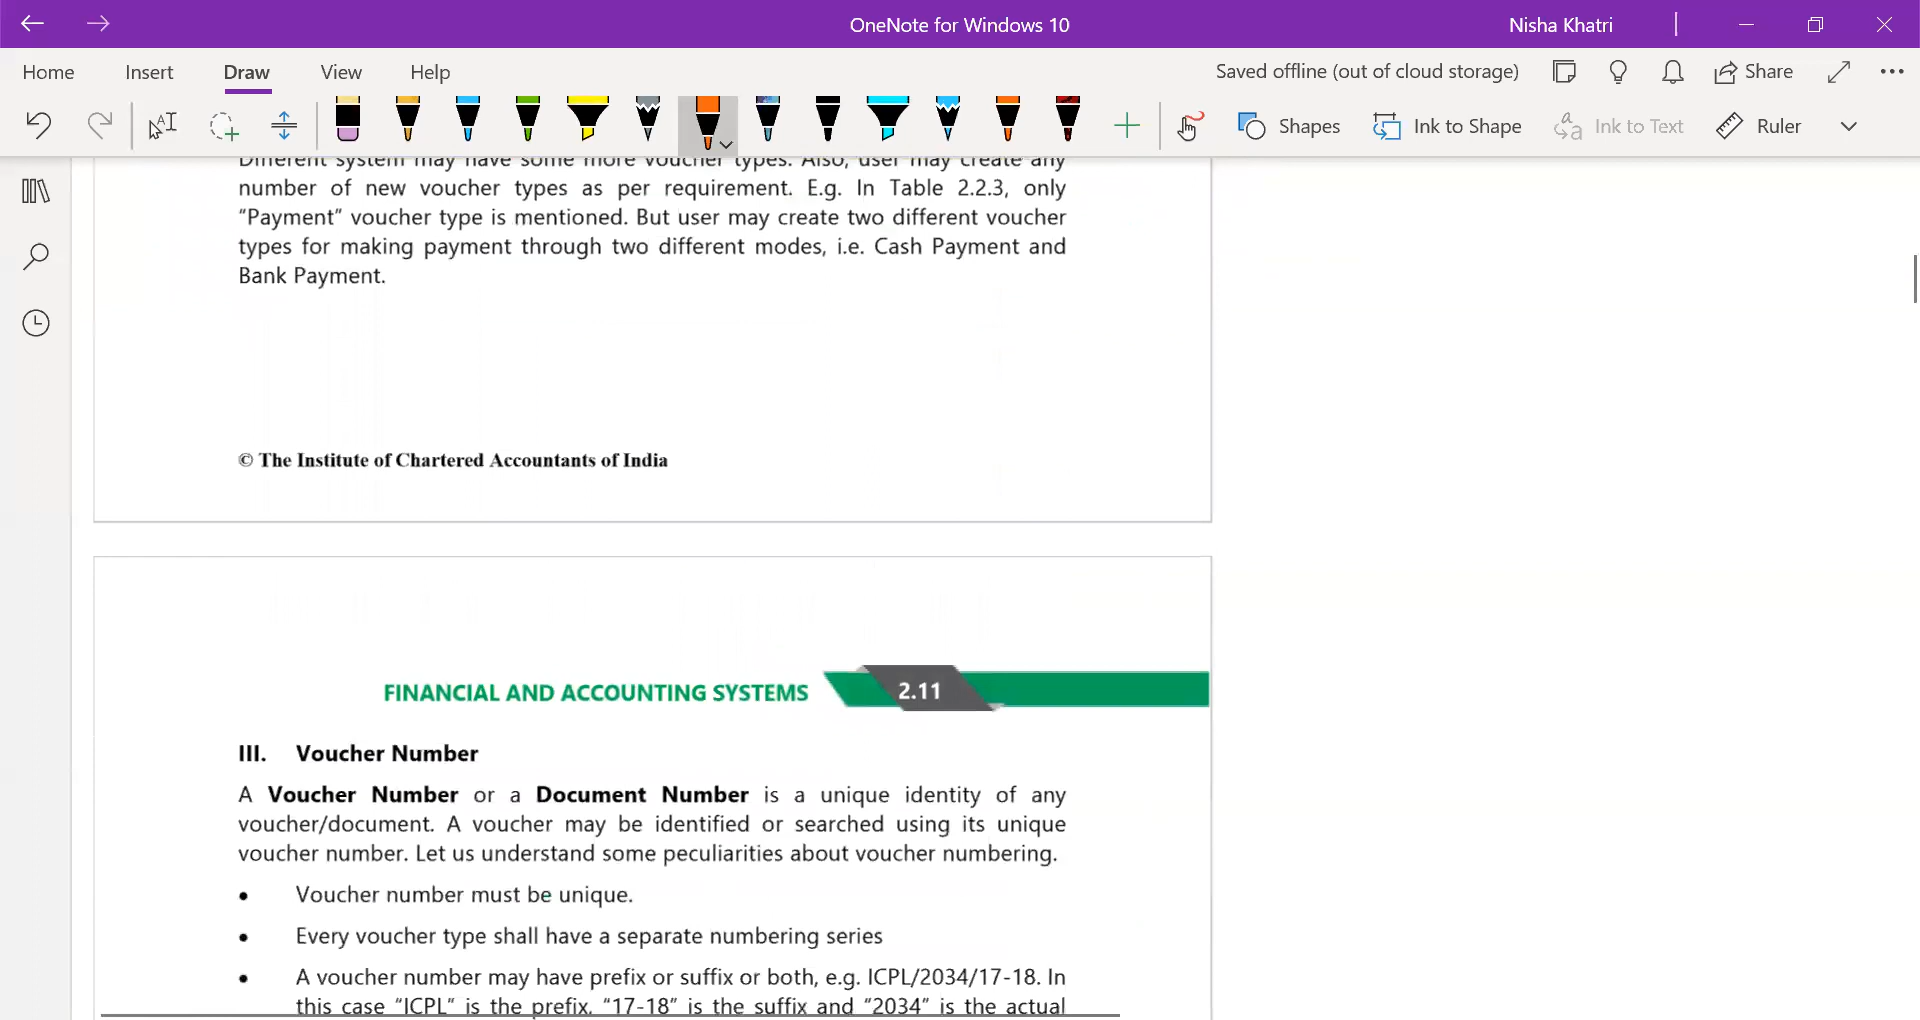 OneNote for Windows 10
Nisha Khatri
Home Insert Draw View Help
Saved offline (out of cloud storage)
Share
Shapes
Ink to Shape
Ink to Text
Ruler
Different system may have some more voucher types. Also, user may create any
number of new voucher types as per requirement. E.g. In Table 2.2.3, only
“Payment” voucher type is mentioned. But user may create two different voucher
types for making payment through two different modes, i.e. Cash Payment and
Bank Payment.
© The Institute of Chartered Accountants of India
FINANCIAL AND ACCOUNTING SYSTEMS 2.11
III. Voucher Number
A Voucher Number or a Document Number is a unique identity of any
voucher/document. A voucher may be identified or searched using its unique
voucher number. Let us understand some peculiarities about voucher numbering.
• Voucher number must be unique.
• Every voucher type shall have a separate numbering series
• A voucher number may have prefix or suffix or both, e.g. ICPL/2034/17-18. In
this case “ICPL” is the prefix, “17-18” is the suffix and “2034” is the actual